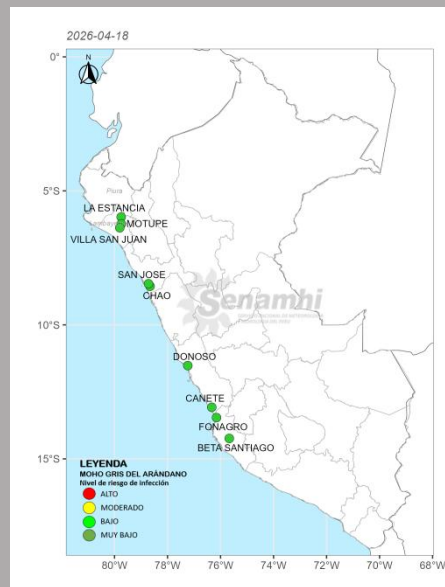 2026-04-18
N
0°
5°S
Piura
LA ESTANCIA
MOTUPE
VILLA SAN JUAN
SAN JOSE
CHAO
Senamhi
10°S
DONOSO
CANETE
FONAGRO
BETA SANTIAGO
15°S
LEYENDA
MOHO GRIS DEL ARÁNDANO
Nivel de riesgo de infección
ALTO
MODERADO
BAJO
MUY BAJO
80°W 78°W 76°W 74°W 72°W 70°W 68°W